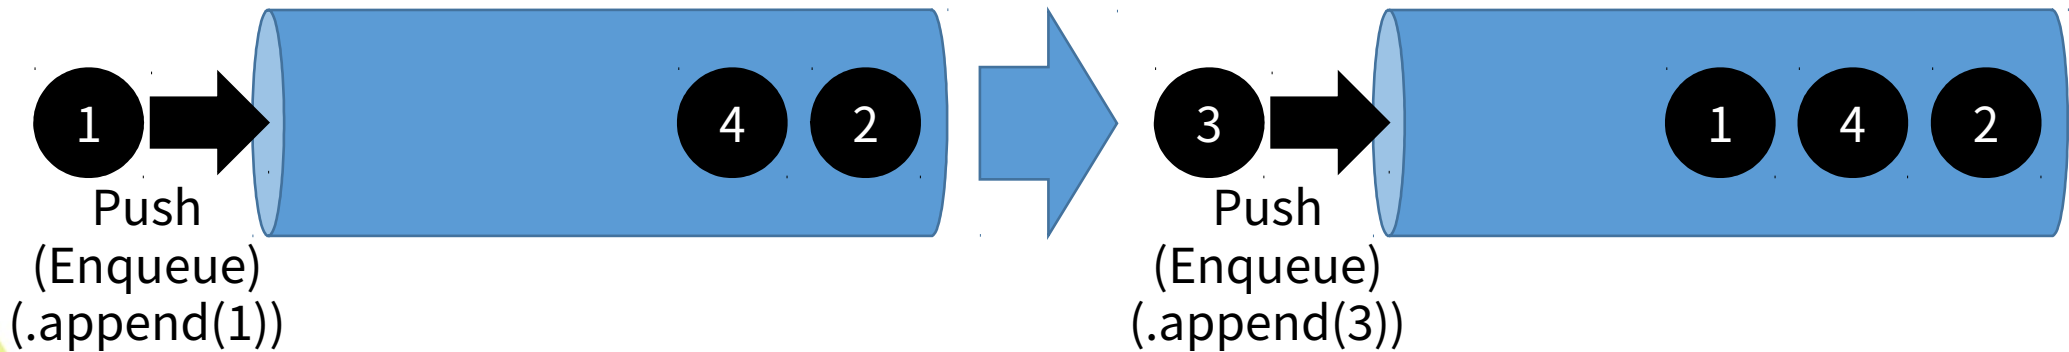 1 4 2 3 1 4 2
Push Push
(Enqueue) (Enqueue)
(.append(1)) (.append(3))